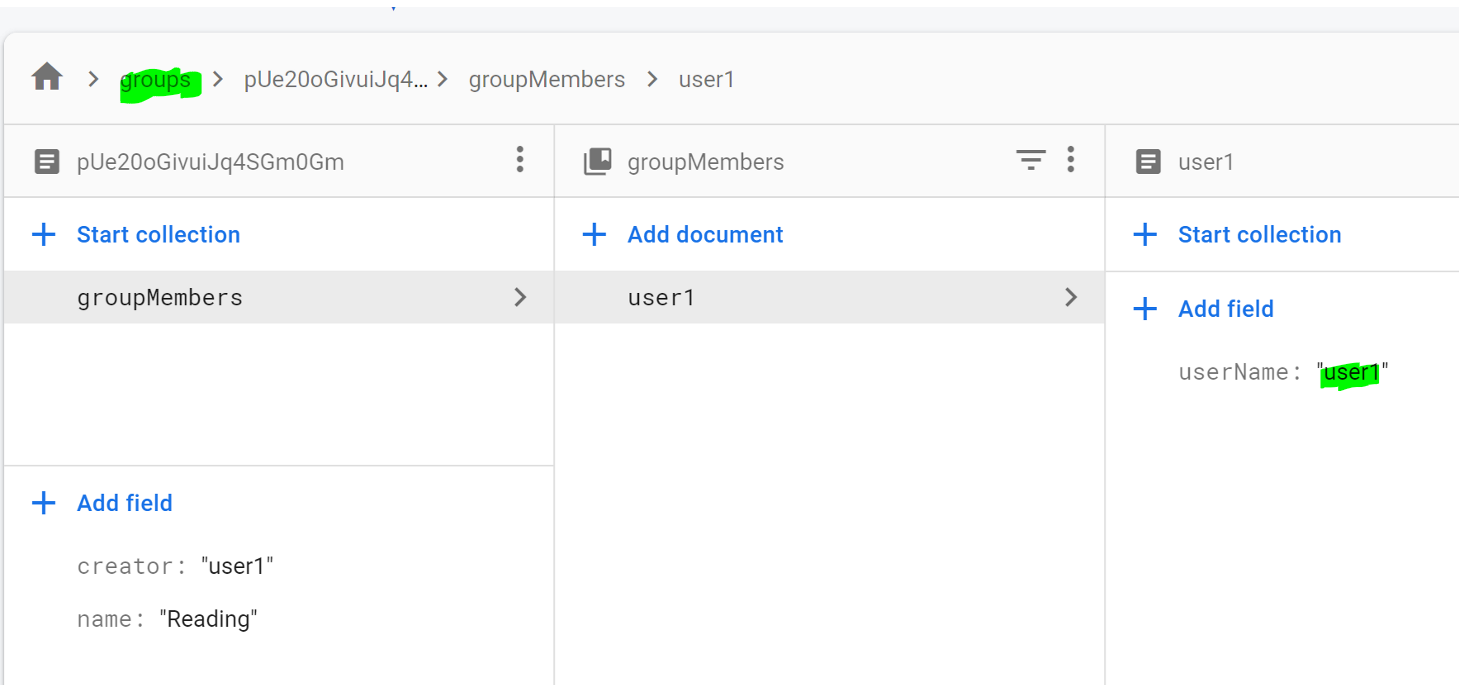 groups pUe20oGivuiJq4... groupMembers user1
pUe20oGivuiJq4SGm0Gm groupMembers user1
Start collection Add document Start collection
groupMembers user1
Add field
userName: "user1"
Add field
creator: "user1"
name: "Reading"